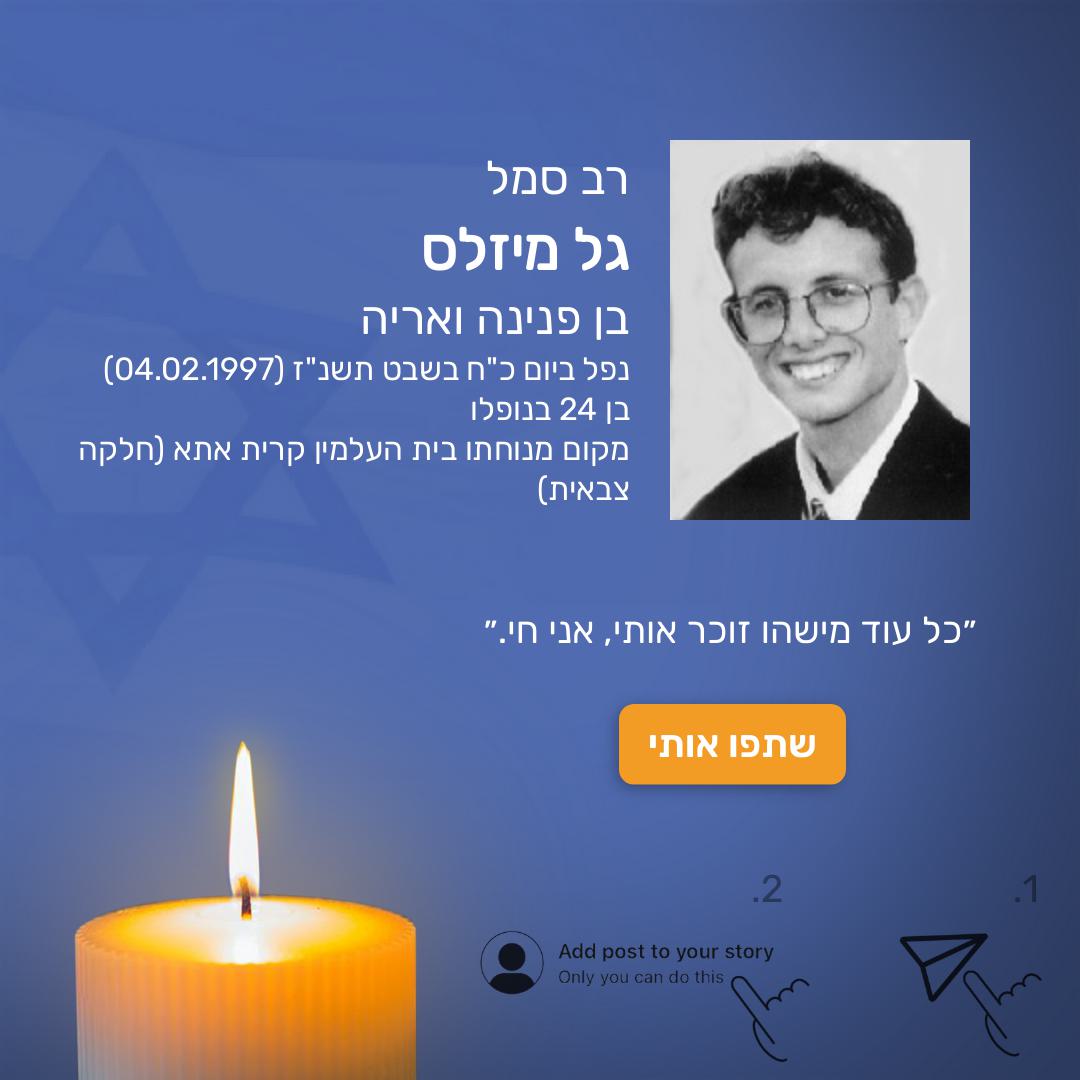 רב סמל
גל מיזלס
בן פנינה ואריה
נפל ביום כ"ח בשבט תשנ"ז (04.02.1997)
בן 24 בנופלו
מקום מנוחתו בית העלמין קרית אתא (חלקה
צבאית)
״כל עוד מישהו זוכר אותי, אני חי.״
שתפו אותי
1.
2.
Add post to your story
Only you can do this